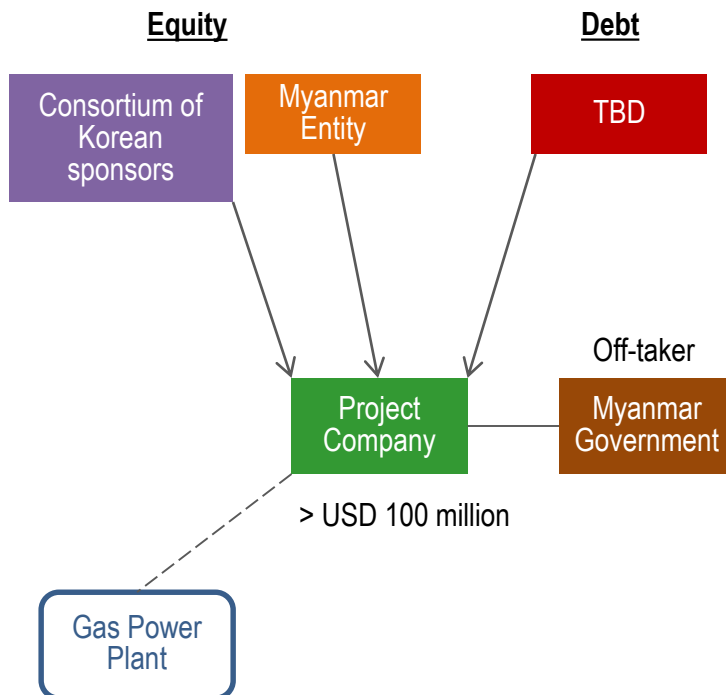 Equity
Debt
Consortium of
Korean
sponsors
Myanmar
Entity
TBD
Off-taker
Project
Company
Myanmar
Government
> USD 100 million
Gas Power
Plant